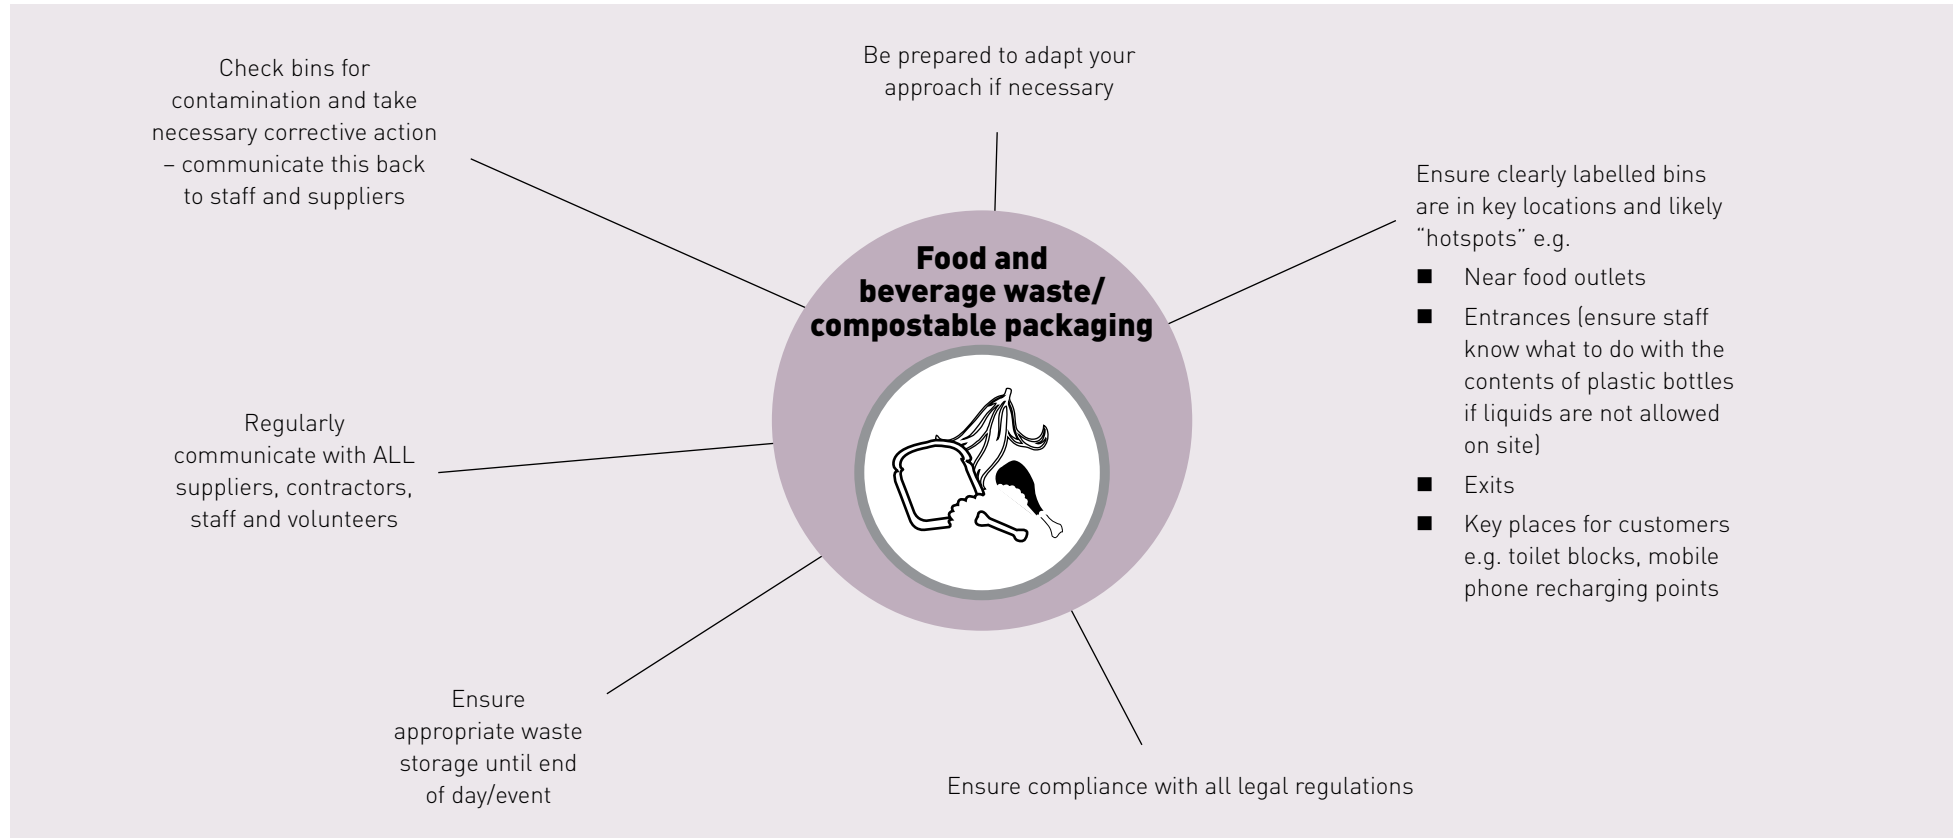 Check bins for
contamination and take
necessary corrective action
– communicate this back
to staff and suppliers
Be prepared to adapt your
approach if necessary
Ensure clearly labelled bins
are in key locations and likely
“hotspots” e.g.
■ Near food outlets
■ Entrances (ensure staff
know what to do with the
contents of plastic bottles
if liquids are not allowed
on site)
■ Exits
■ Key places for customers
e.g. toilet blocks, mobile
phone recharging points
Food and
beverage waste/
compostable packaging
Regularly
communicate with ALL
suppliers, contractors,
staff and volunteers
Ensure
appropriate waste
storage until end
of day/event
Ensure compliance with all legal regulations